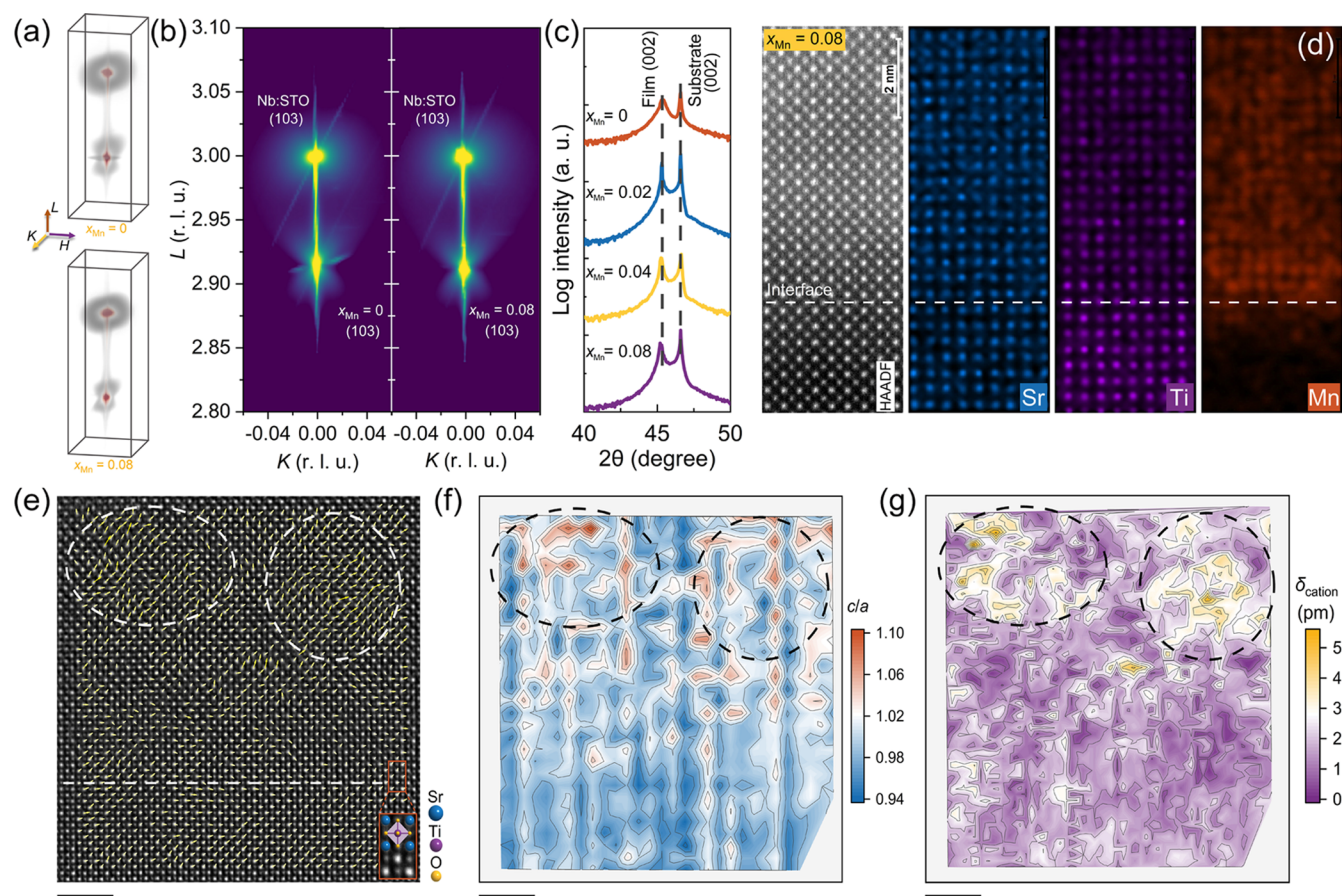 (a)
L
K
H
xMn = 0
xMn = 0.08
(b)
3.10
3.05
3.00
2.95
2.90
2.85
2.80
L (r. l. u.)
Nb:STO
(103)
xMn = 0
(103)
-0.04 0.00 0.04
K (r. l. u.)
Nb:STO
(103)
xMn = 0.08
(103)
-0.04 0.00 0.04
K (r. l. u.)
(c)
Log intensity (a. u.)
Film (002)
Substrate
(002)
xMn= 0
xMn= 0.02
xMn= 0.04
xMn= 0.08
40 45 50
2θ (degree)
(d)
xMn = 0.08
2 nm
Interface
HAADF
Sr
Ti
Mn
(e)
Sr
Ti
O
(f)
c/a
1.10
1.06
1.02
0.98
0.94
(g)
δcation
(pm)
5
4
3
2
1
0